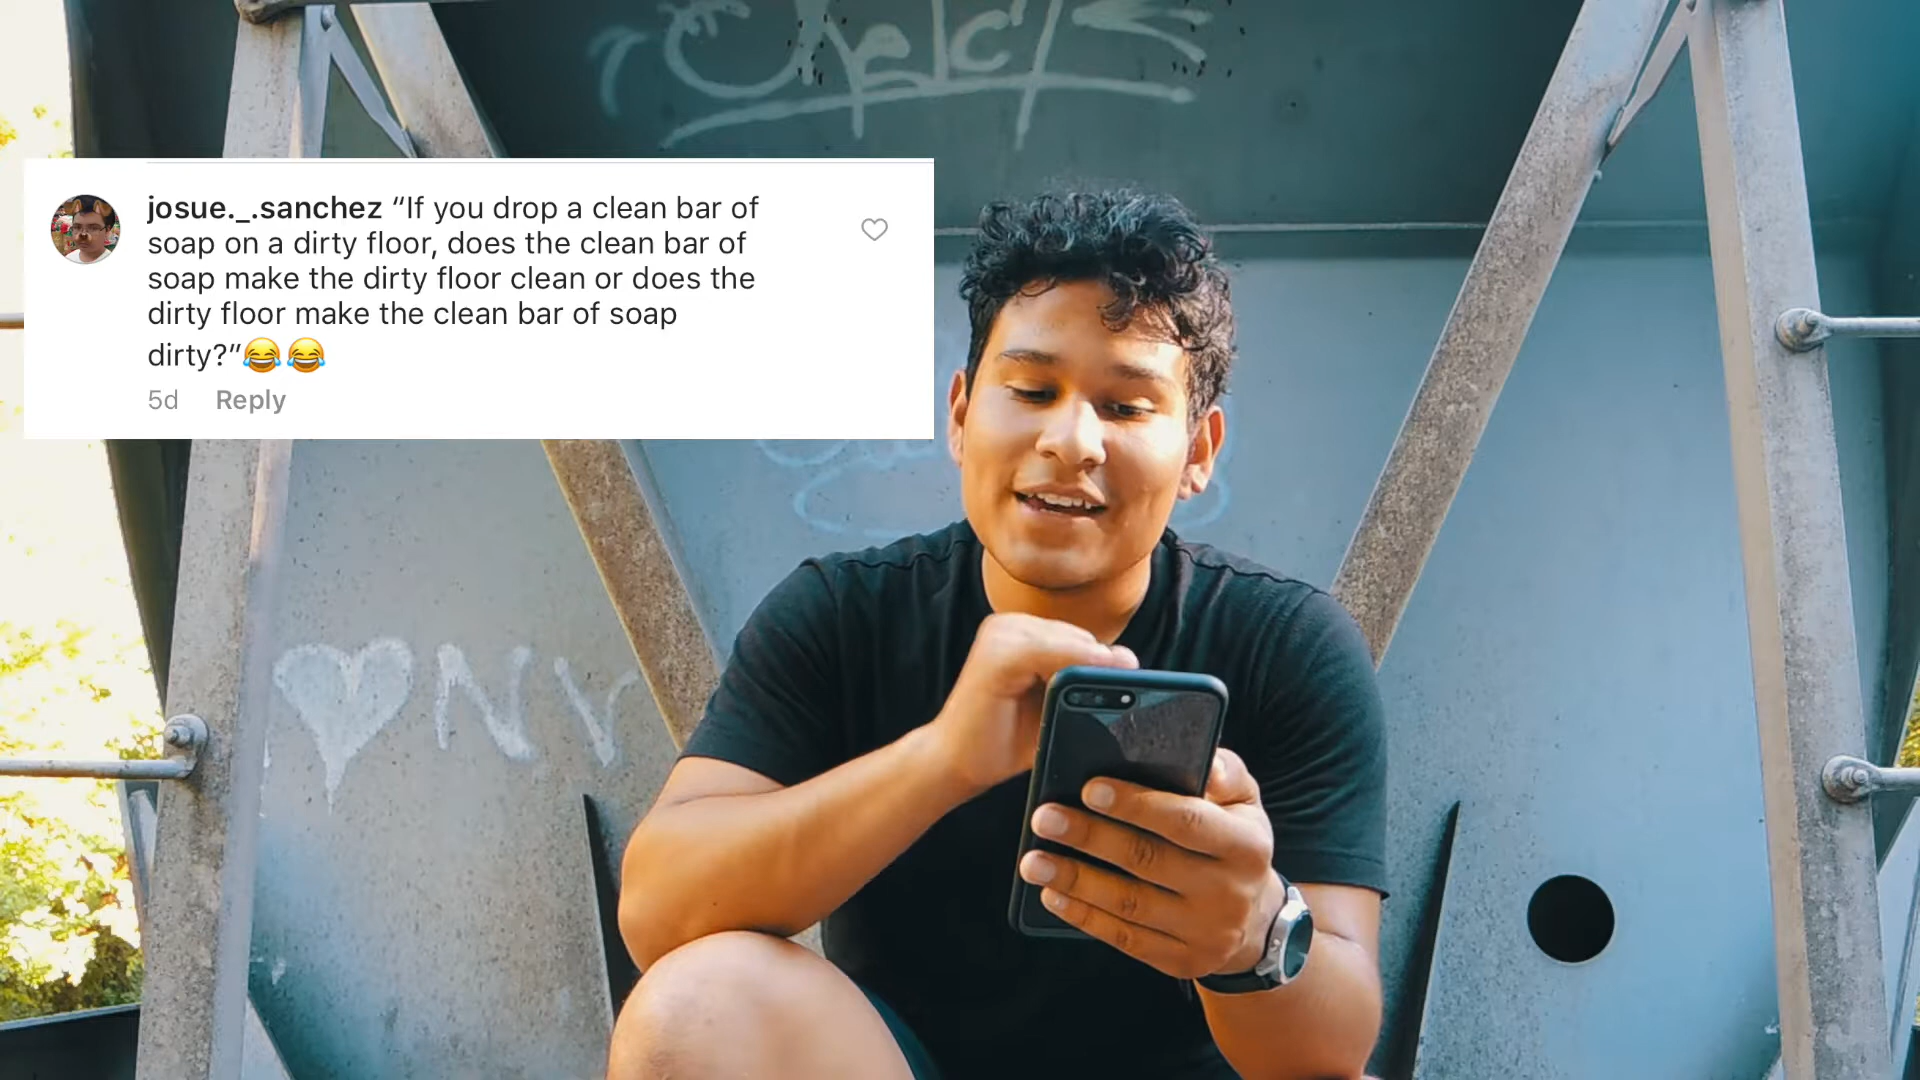 josue._.sanchez “If you drop a clean bar of
soap on a dirty floor, does the clean bar of
soap make the dirty floor clean or does the
dirty floor make the clean bar of soap
dirty?”😂😂
5d Reply
NV